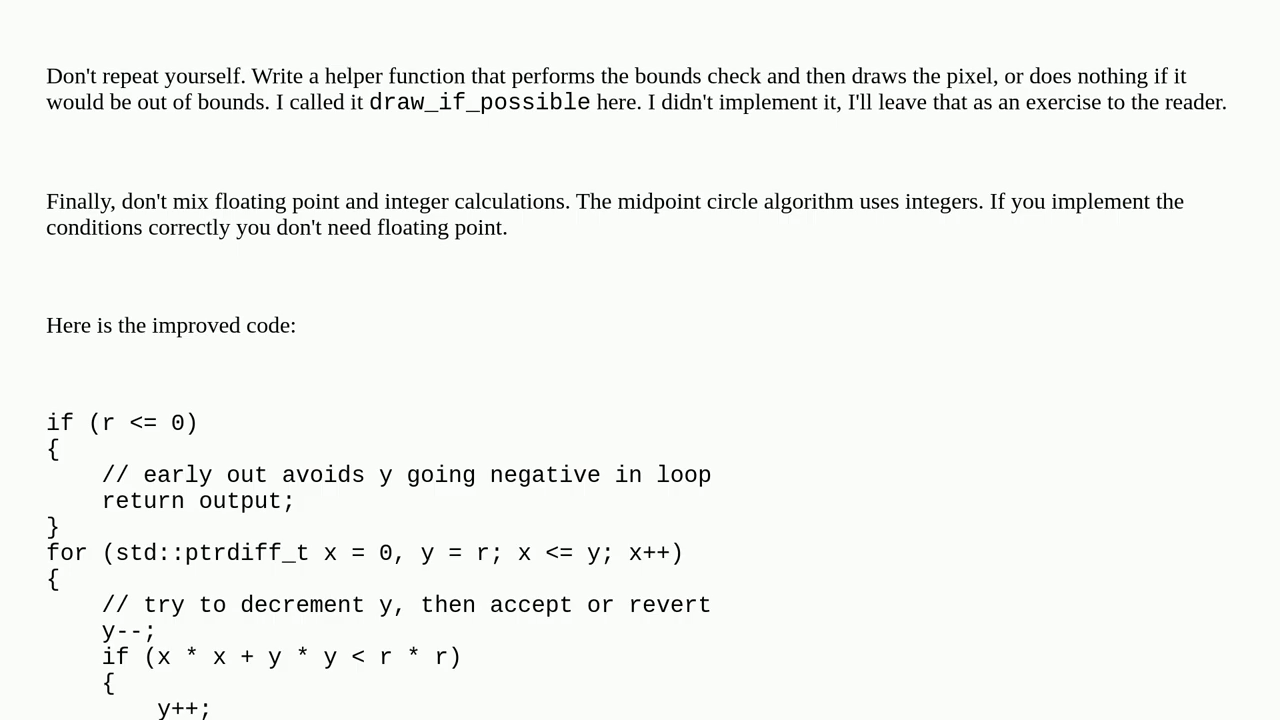 Don't repeat yourself. Write a helper function that performs the bounds check and then draws the pixel, or does nothing if it
would be out of bounds. I called it draw_if_possible here. I didn't implement it, I'll leave that as an exercise to the reader.
Finally, don't mix floating point and integer calculations. The midpoint circle algorithm uses integers. If you implement the
conditions correctly you don't need floating point.
Here is the improved code:
if (r <= 0)
{
    // early out avoids y going negative in loop
    return output;
}
for (std::ptrdiff_t x = 0, y = r; x <= y; x++)
{
    // try to decrement y, then accept or revert
    y--;
    if (x * x + y * y < r * r)
    {
        y++;